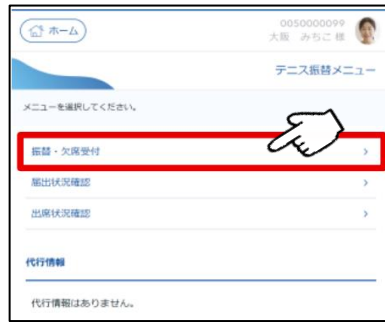 ホーム
0050000099
大阪 みちこ 様
テニス振替メニュー
メニューを選択してください。
振替・欠席受付
届出状況確認
出席状況確認
代行情報
代行情報はありません。